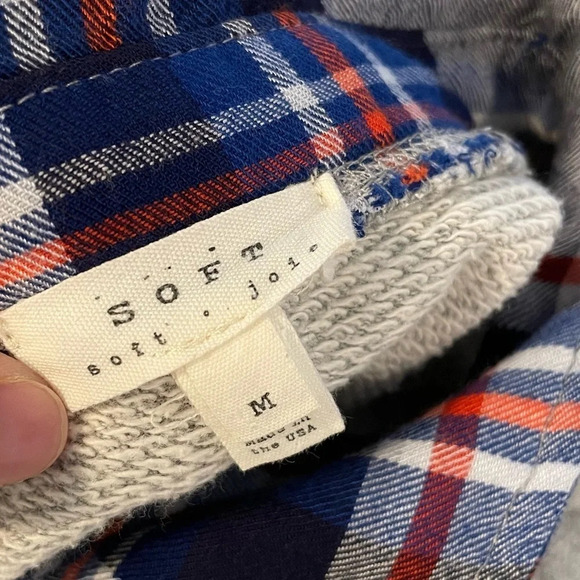 SOFT
soft ∘ joie
M
MADE IN
the USA